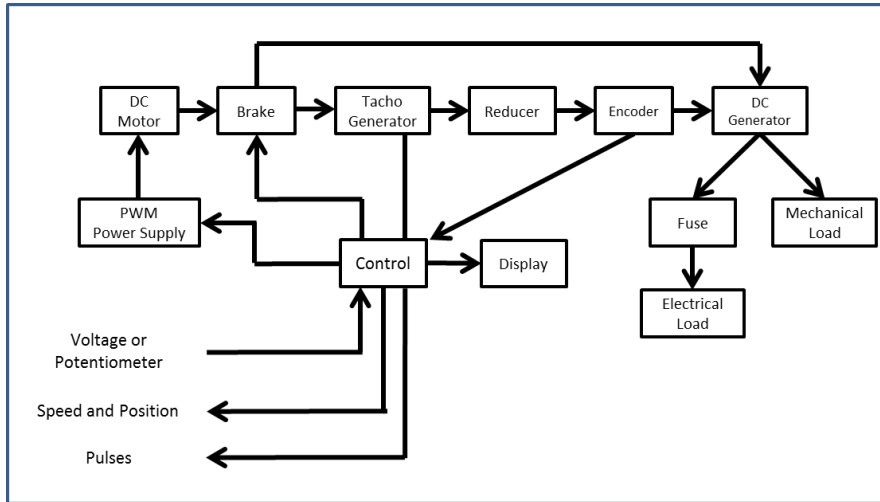 DC
Motor
Brake
Tacho
Generator
Reducer
Encoder
DC
Generator
PWM
Power Supply
Fuse
Mechanical
Load
Control
Display
Electrical
Load
Voltage or
Potentiometer
Speed and Position
Pulses